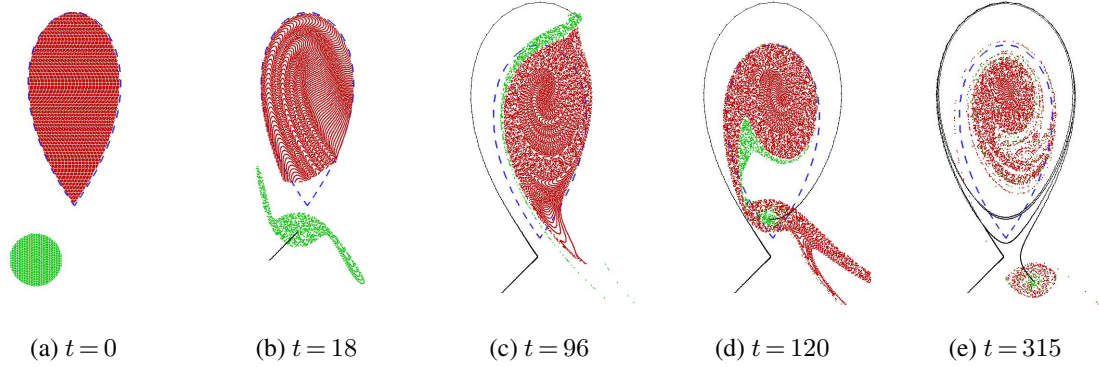 (a) t = 0
(b) t = 18
(c) t = 96
(d) t = 120
(e) t = 315